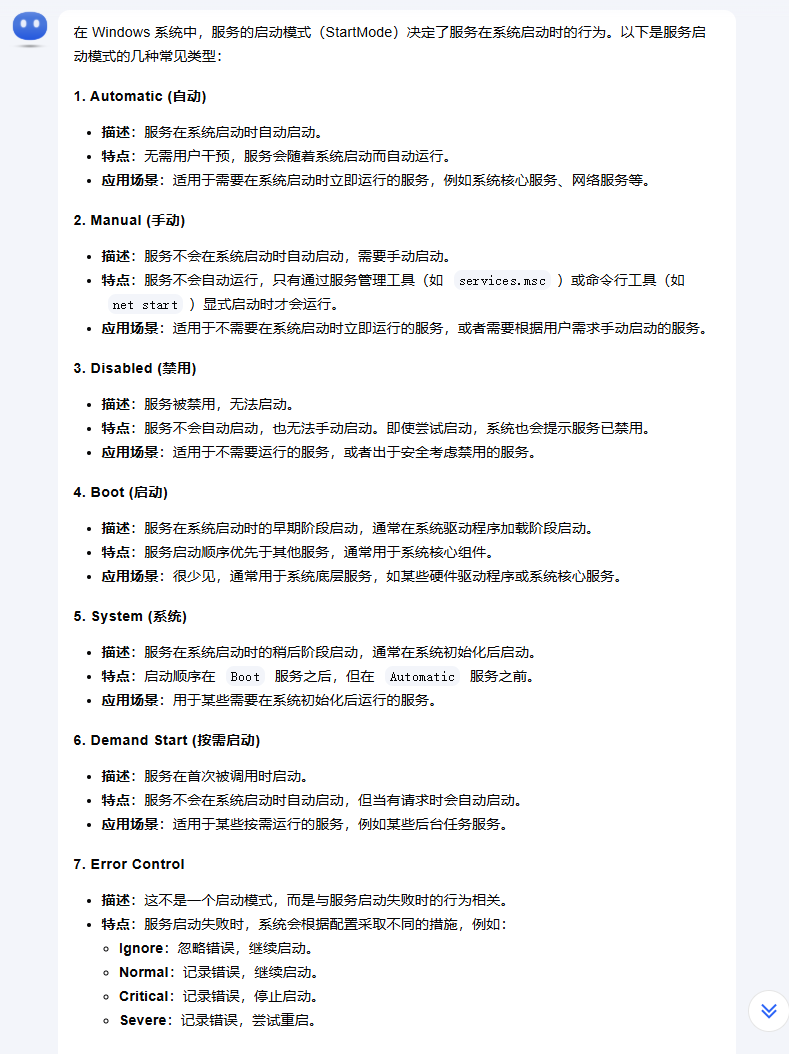 在 Windows 系统中，服务的启动模式（StartMode）决定了服务在系统启动时的行为。以下是服务启
动模式的几种常见类型：
1. Automatic (自动)
• 描述：服务在系统启动时自动启动。
• 特点：无需用户干预，服务会随着系统启动而自动运行。
• 应用场景：适用于需要在系统启动时立即运行的服务，例如系统核心服务、网络服务等。
2. Manual (手动)
• 描述：服务不会在系统启动时自动启动，需要手动启动。
• 特点：服务不会自动运行，只有通过服务管理工具（如 services.msc ）或命令行工具（如
net start ）显式启动时才会运行。
• 应用场景：适用于不需要在系统启动时立即运行的服务，或者需要根据用户需求手动启动的服务。
3. Disabled (禁用)
• 描述：服务被禁用，无法启动。
• 特点：服务不会自动启动，也无法手动启动。即使尝试启动，系统也会提示服务已禁用。
• 应用场景：适用于不需要运行的服务，或者出于安全考虑禁用的服务。
4. Boot (启动)
• 描述：服务在系统启动时的早期阶段启动，通常在系统驱动程序加载阶段启动。
• 特点：服务启动顺序优先于其他服务，通常用于系统核心组件。
• 应用场景：很少见，通常用于系统底层服务，如某些硬件驱动程序或系统核心服务。
5. System (系统)
• 描述：服务在系统启动时的稍后阶段启动，通常在系统初始化后启动。
• 特点：启动顺序在 Boot 服务之后，但在 Automatic 服务之前。
• 应用场景：用于某些需要在系统初始化后运行的服务。
6. Demand Start (按需启动)
• 描述：服务在首次被调用时启动。
• 特点：服务不会在系统启动时自动启动，但当有请求时会自动启动。
• 应用场景：适用于某些按需运行的服务，例如某些后台任务服务。
7. Error Control
• 描述：这不是一个启动模式，而是与服务启动失败时的行为相关。
• 特点：服务启动失败时，系统会根据配置采取不同的措施，例如：
◦ Ignore：忽略错误，继续启动。
◦ Normal：记录错误，继续启动。
◦ Critical：记录错误，停止启动。
◦ Severe：记录错误，尝试重启。